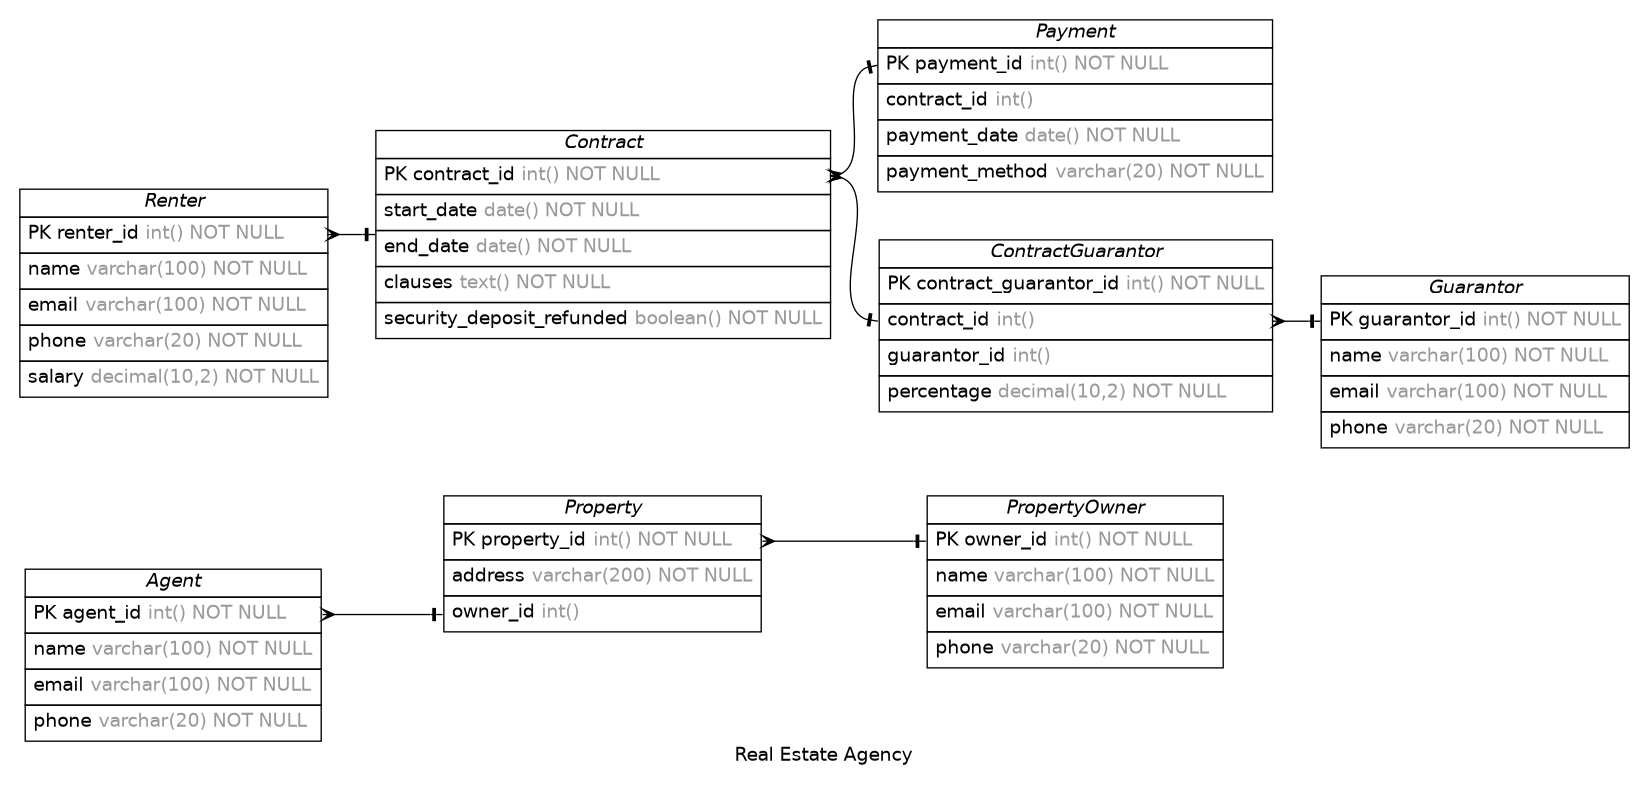 Payment
PK payment_id int() NOT NULL
contract_id int()
payment_date date() NOT NULL
payment_method varchar(20) NOT NULL
Contract
PK contract_id int() NOT NULL
start_date date() NOT NULL
end_date date() NOT NULL
clauses text() NOT NULL
security_deposit_refunded boolean() NOT NULL
Renter
PK renter_id int() NOT NULL
name varchar(100) NOT NULL
email varchar(100) NOT NULL
phone varchar(20) NOT NULL
salary decimal(10,2) NOT NULL
ContractGuarantor
PK contract_guarantor_id int() NOT NULL
contract_id int()
guarantor_id int()
percentage decimal(10,2) NOT NULL
Guarantor
PK guarantor_id int() NOT NULL
name varchar(100) NOT NULL
email varchar(100) NOT NULL
phone varchar(20) NOT NULL
Property
PK property_id int() NOT NULL
address varchar(200) NOT NULL
owner_id int()
PropertyOwner
PK owner_id int() NOT NULL
name varchar(100) NOT NULL
email varchar(100) NOT NULL
phone varchar(20) NOT NULL
Agent
PK agent_id int() NOT NULL
name varchar(100) NOT NULL
email varchar(100) NOT NULL
phone varchar(20) NOT NULL
Real Estate Agency